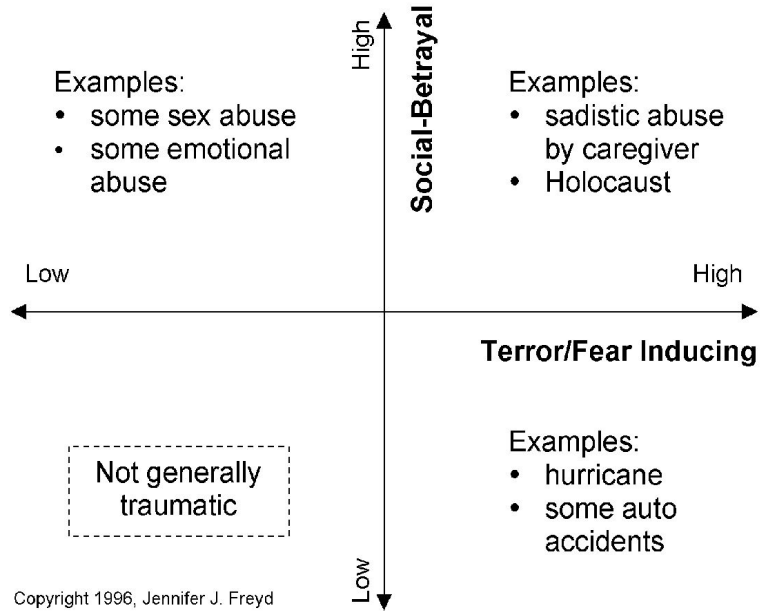 High
Social-Betrayal
Examples:
• some sex abuse
• some emotional
abuse
Examples:
• sadistic abuse
by caregiver
• Holocaust
Low
High
Terror/Fear Inducing
Not generally
traumatic
Examples:
• hurricane
• some auto
accidents
Low
Copyright 1996, Jennifer J. Freyd